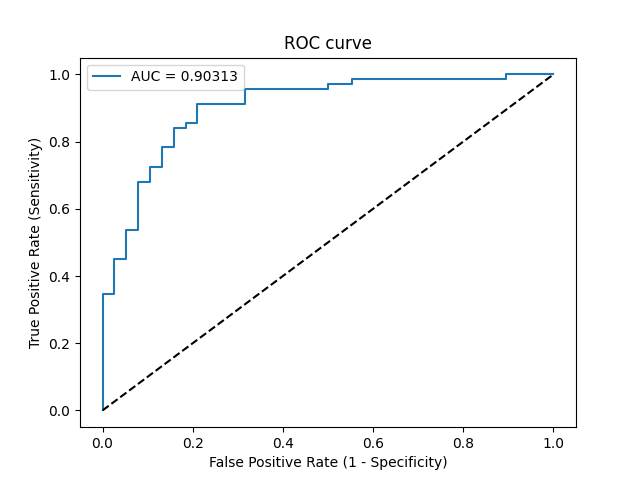 ROC curve
AUC = 0.90313
True Positive Rate (Sensitivity)
1.0
0.8
0.6
0.4
0.2
0.0
0.0 0.2 0.4 0.6 0.8 1.0
False Positive Rate (1 - Specificity)